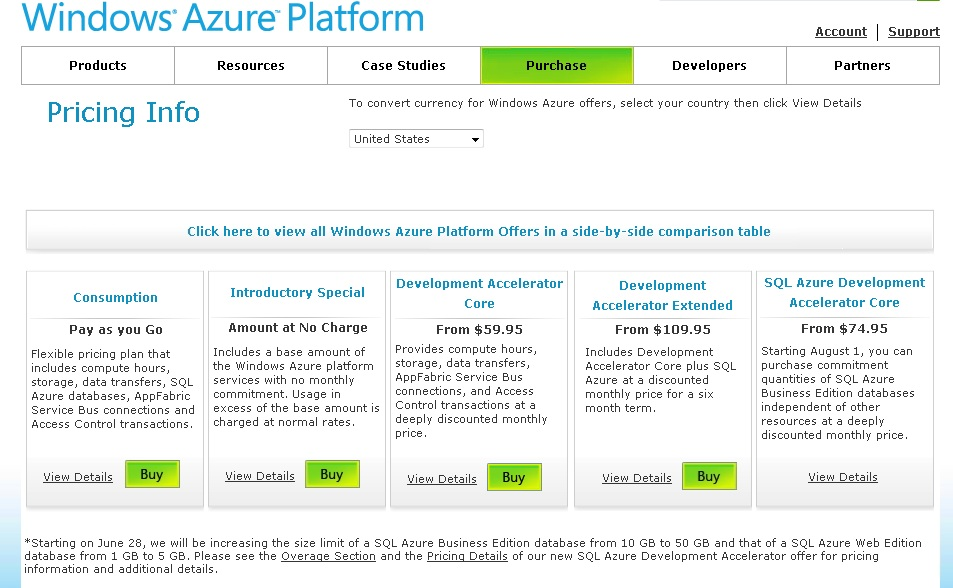 Windows® Azure™ Platform
Account | Support
Products Resources Case Studies Purchase Developers Partners
Pricing Info
To convert currency for Windows Azure offers, select your country then click View Details
United States
Click here to view all Windows Azure Platform Offers in a side-by-side comparison table
Consumption
Pay as you Go
Flexible pricing plan that
includes compute hours,
storage, data transfers, SQL
Azure databases, AppFabric
Service Bus connections and
Access Control transactions.
View Details Buy
Introductory Special
Amount at No Charge
Includes a base amount of
the Windows Azure platform
services with no monthly
commitment. Usage in
excess of the base amount is
charged at normal rates.
View Details Buy
Development Accelerator
Core
From $59.95
Provides compute hours,
storage, data transfers,
AppFabric Service Bus
connections, and Access
Control transactions at a
deeply discounted monthly
price.
View Details Buy
Development
Accelerator Extended
From $109.95
Includes Development
Accelerator Core plus SQL
Azure at a discounted
monthly price for a six
month term.
View Details Buy
SQL Azure Development
Accelerator Core
From $74.95
Starting August 1, you can
purchase commitment
quantities of SQL Azure
Business Edition databases
independent of other
resources at a deeply
discounted monthly price.
View Details
*Starting on June 28, we will be increasing the size limit of a SQL Azure Business Edition database from 10 GB to 50 GB and that of a SQL Azure Web Edition
database from 1 GB to 5 GB. Please see the Overage Section and the Pricing Details of our new SQL Azure Development Accelerator offer for pricing
information and additional details.